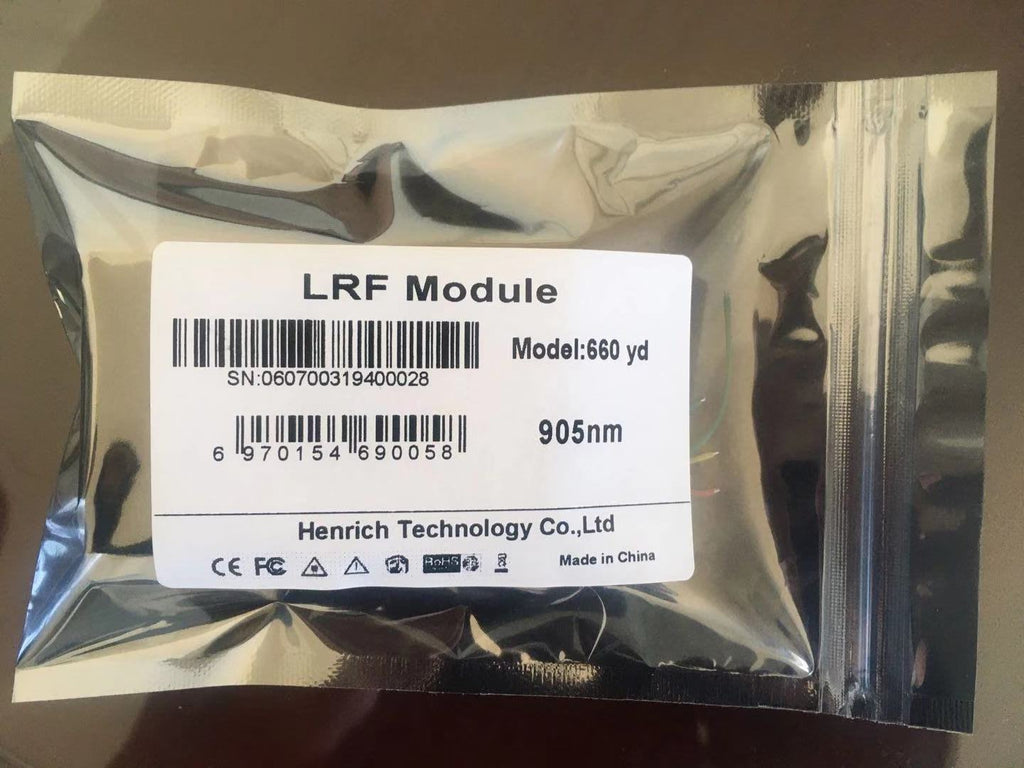 LRF Module
SN:060700319400028
Model:660 yd
6 970154 690058
905nm
Henrich Technology Co.,Ltd
CE FC RoHS
Made in China